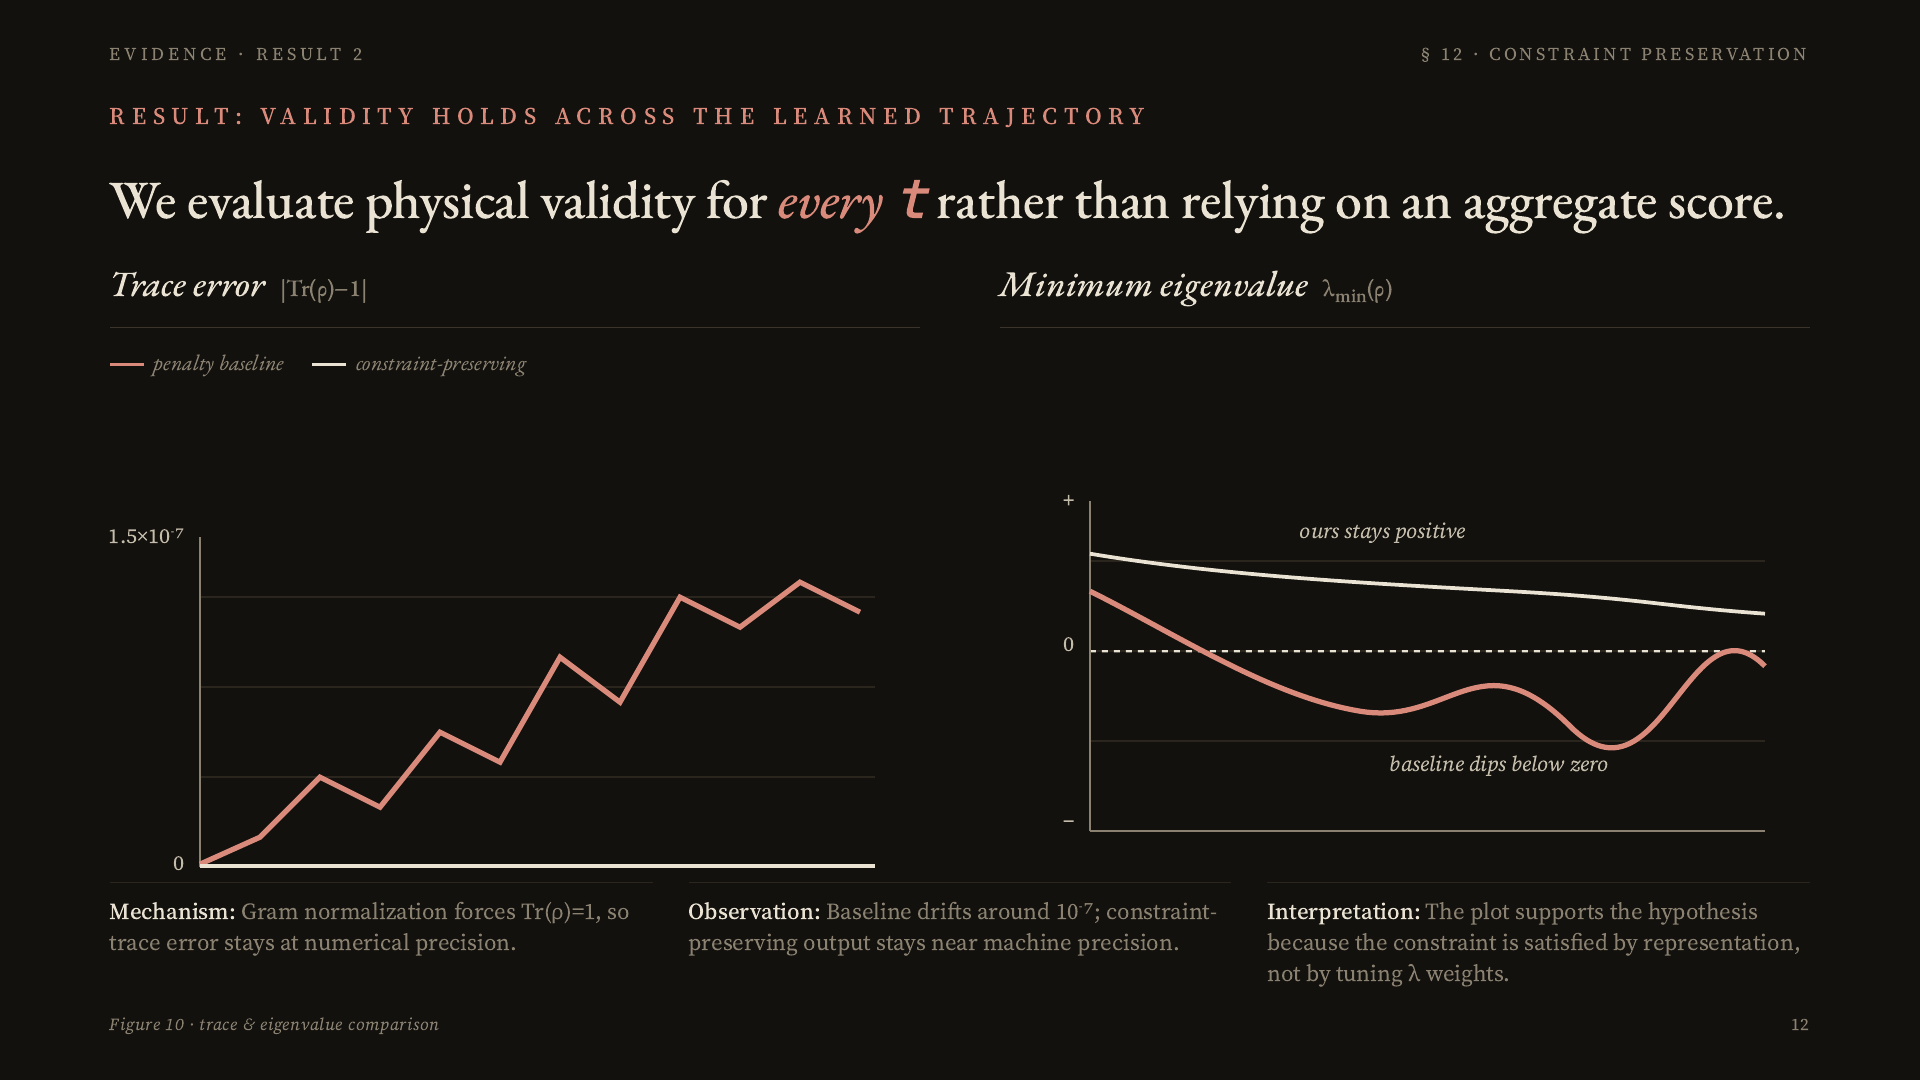 EVIDENCE · RESULT 2
§ 12 · CONSTRAINT PRESERVATION
RESULT: VALIDITY HOLDS ACROSS THE LEARNED TRAJECTORY
We evaluate physical validity for every t rather than relying on an aggregate score.
Trace error |Tr(ρ)−1|
penalty baseline constraint-preserving
1.5×10⁻⁷
0
Minimum eigenvalue λmin(ρ)
+
ours stays positive
0
baseline dips below zero
−
Mechanism: Gram normalization forces Tr(ρ)=1, so
trace error stays at numerical precision.
Observation: Baseline drifts around 10⁻⁷; constraint-
preserving output stays near machine precision.
Interpretation: The plot supports the hypothesis
because the constraint is satisfied by representation,
not by tuning λ weights.
Figure 10 · trace & eigenvalue comparison
12